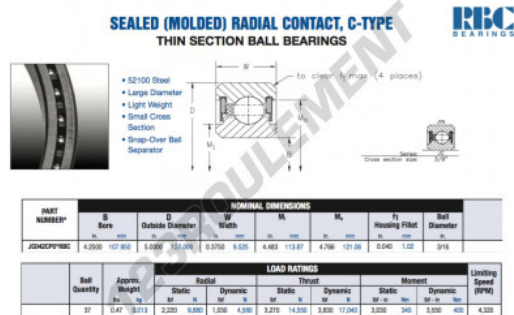 SEALED (MOLDED) RADIAL CONTACT, C-TYPE
THIN SECTION BALL BEARINGS
RBC
BEARINGS
• 52100 Steel
• Large Diameter
• Light Weight
• Small Cross Section
• Snap-Over Ball Separator
W
to clear f₁ max (4 places)
D
B
Series:
Cross section size: 3/8"
123ROULEMENT
NOMINAL DIMENSIONS
PART NUMBER* B Bore D Outside Diameter W Width f₁ Housing Fillet Ball Diameter
in. mm in. mm in. mm in. mm in. mm in. mm in.
4.2500 107.950 5.0000 127.000 0.3750 9.525 4.483 113.87 4.766 121.06 0.040 1.02 3/16
LOAD RATINGS
Ball Quantity Approx. Weight Radial Thrust Moment Limiting Speed (RPM)
Static Dynamic Static Dynamic Static Dynamic
lbs kg lbf N lbf N lbf N lbf N lbf - in Nm lbf - in Nm
37 0.47 0.213 2,220 9,880 1,030 4,580 3,270 14,550 3,830 17,040 3,030 340 3,550 400 4,320